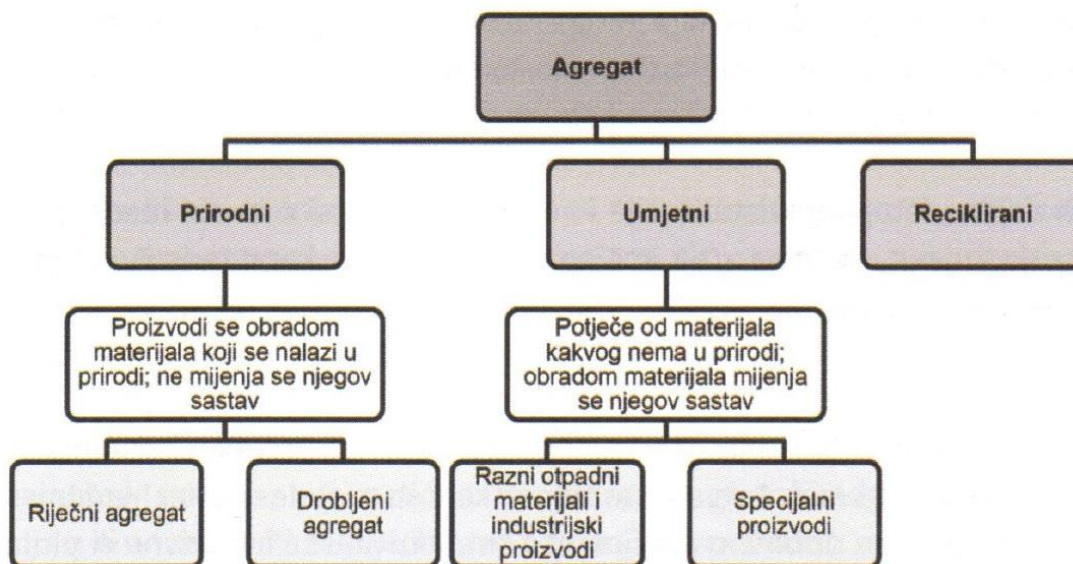 Agregat
Prirodni
Umjetni
Reciklirani
Proizvodi se obradom
materijala koji se nalazi u
prirodi; ne mijenja se njegov
sastav
Potječe od materijala
kakvog nema u prirodi;
obradom materijala mijenja
se njegov sastav
Riječni agregat
Drobljeni
agregat
Razni otpadni
materijali i
industrijski
proizvodi
Specijalni
proizvodi